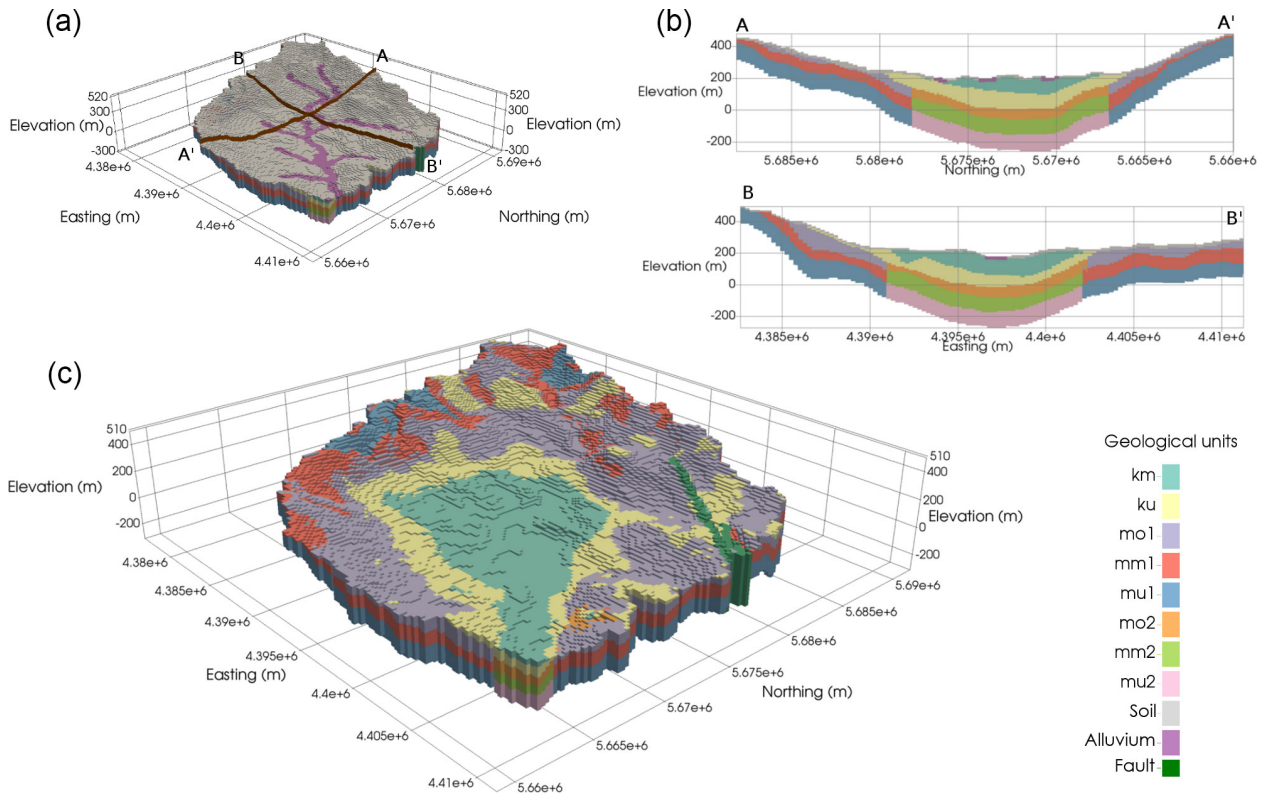 (a)
B
A
520
300
0
-300
Elevation (m)
A'
B'
520
300
0
-300
Elevation (m)
4.38e+6
4.39e+6
4.4e+6
4.41e+6
Easting (m)
5.69e+6
5.68e+6
5.67e+6
5.66e+6
Northing (m)
(b)
A
A'
400
200
0
-200
Elevation (m)
5.685e+6
5.68e+6
5.675e+6
5.67e+6
5.665e+6
5.66e+6
Northing (m)
B
B'
400
200
0
-200
Elevation (m)
4.385e+6
4.39e+6
4.395e+6
4.4e+6
4.405e+6
4.41e+6
Easting (m)
(c)
510
400
200
0
-200
Elevation (m)
510
400
200
0
-200
Elevation (m)
4.38e+6
4.385e+6
4.39e+6
4.395e+6
4.4e+6
4.405e+6
4.41e+6
Easting (m)
5.69e+6
5.685e+6
5.68e+6
5.675e+6
5.67e+6
5.665e+6
5.66e+6
Northing (m)
Geological units
km
ku
mo1
mm1
mu1
mo2
mm2
mu2
Soil
Alluvium
Fault